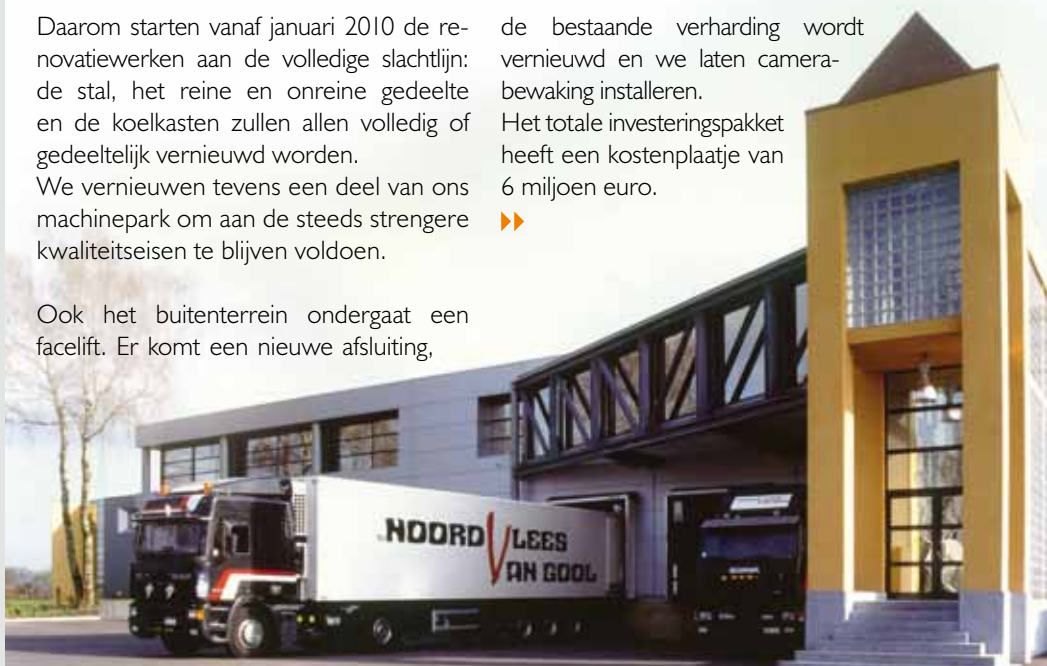 Daarom starten vanaf januari 2010 de re-
novatiewerken aan de volledige slachtlijn:
de stal, het reine en onreine gedeelte
en de koelkasten zullen allen volledig of
gedeeltelijk vernieuwd worden.
We vernieuwen tevens een deel van ons
machinepark om aan de steeds strengere
kwaliteitseisen te blijven voldoen.
Ook het buitenterrein ondergaat een
facelift. Er komt een nieuwe afsluiting,
de bestaande verharding wordt
vernieuwd en we laten camera-
bewaking installeren.
Het totale investeringspakket
heeft een kostenplaatje van
6 miljoen euro.
NOORD VLEES
VAN GOOL